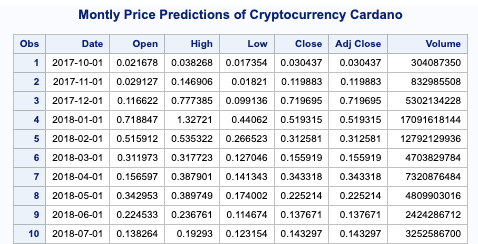 Montly Price Predictions of Cryptocurrency Cardano
Obs Date Open High Low Close Adj Close Volume
1 2017-10-01 0.021678 0.038268 0.017354 0.030437 0.030437 304087350
2 2017-11-01 0.029127 0.146906 0.01821 0.119883 0.119883 832985508
3 2017-12-01 0.116622 0.777385 0.099136 0.719695 0.719695 5302134228
4 2018-01-01 0.718847 1.32721 0.44062 0.519315 0.519315 17091618144
5 2018-02-01 0.515912 0.535322 0.266523 0.312581 0.312581 12792129936
6 2018-03-01 0.311973 0.317723 0.127046 0.155919 0.155919 4703829784
7 2018-04-01 0.156597 0.387901 0.141343 0.343318 0.343318 7320876484
8 2018-05-01 0.342953 0.389749 0.174002 0.225214 0.225214 4809903016
9 2018-06-01 0.224533 0.236761 0.114674 0.137671 0.137671 2424286712
10 2018-07-01 0.138264 0.19293 0.123154 0.143297 0.143297 3252586700